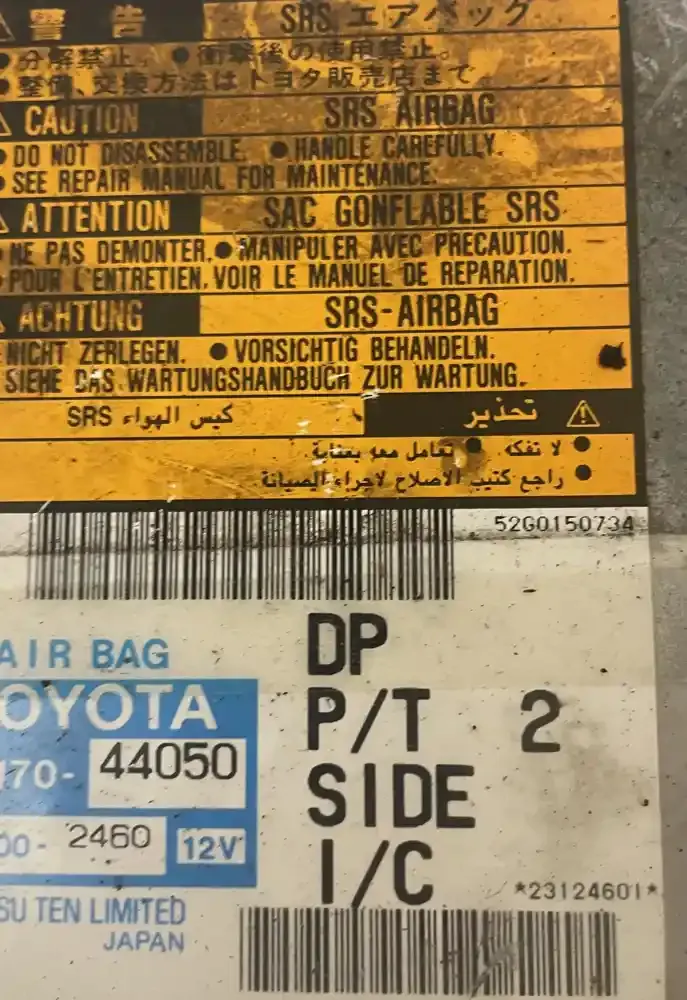 警告 SRS エアバッグ
●分解禁止。 ●衝撃後の使用禁止。
●整備、交換方法はトヨタ販売店まで
CAUTION SRS AIRBAG
●DO NOT DISASSEMBLE. ●HANDLE CAREFULLY.
●SEE REPAIR MANUAL FOR MAINTENANCE.
ATTENTION SAC GONFLABLE SRS
●NE PAS DEMONTER.●MANIPULER AVEC PRECAUTION.
●POUR L'ENTRETIEN,VOIR LE MANUEL DE REPARATION.
ACHTUNG SRS-AIRBAG
NICHT ZERLEGEN. ●VORSICHTIG BEHANDELN.
SIEHE DAS WARTUNGSHANDBUCH ZUR WARTUNG.
تحذير كيس الهواء SRS
● لا تفكه. ● تعامل معو بعناية.
● راجع كتيب الاصلاح لاجراء الصيانة
52G0150734
AIR BAG
OYOTA
170- 44050
00- 2460 12V
SU TEN LIMITED
JAPAN
DP
P/T 2
SIDE
I/C
*23124601*